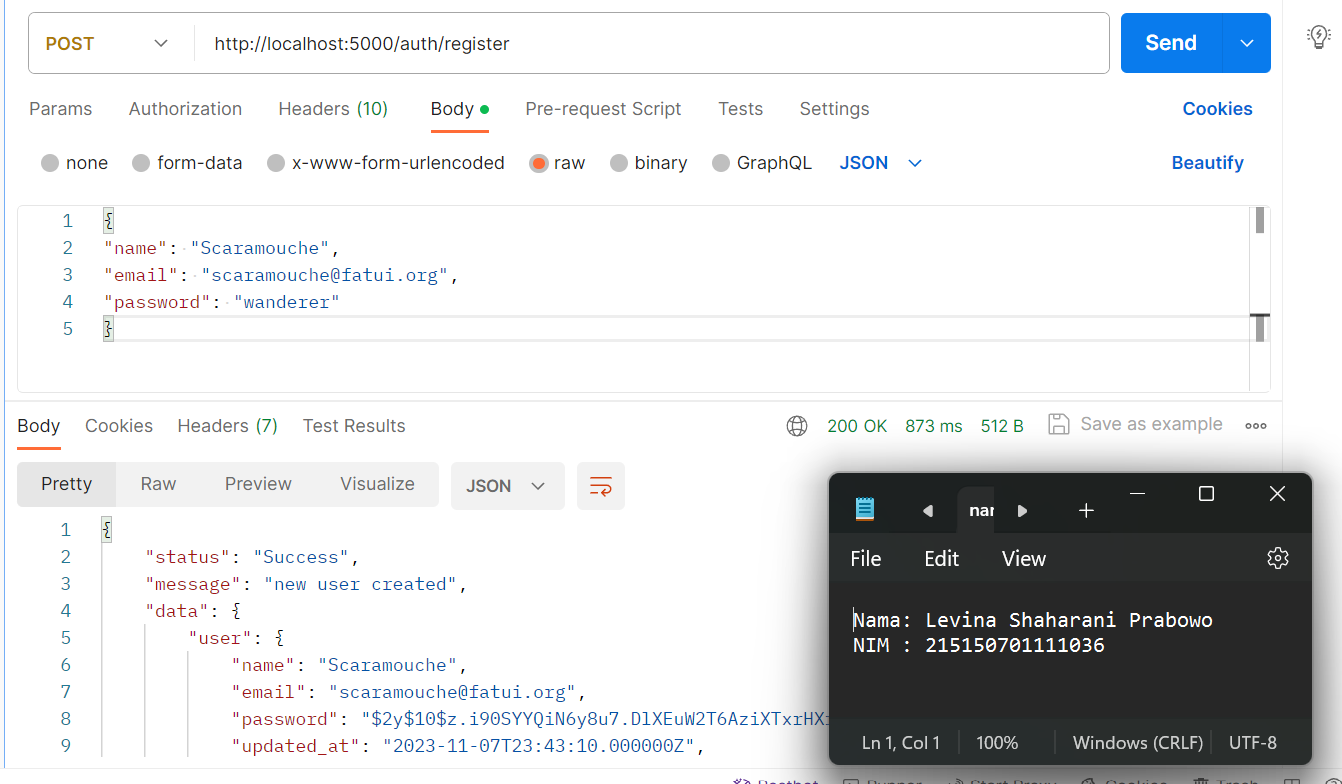 POST http://localhost:5000/auth/register Send
Params Authorization Headers (10) Body Pre-request Script Tests Settings Cookies
none form-data x-www-form-urlencoded raw binary GraphQL JSON Beautify
1 {
2 "name": "Scaramouche",
3 "email": "scaramouche@fatui.org",
4 "password": "wanderer"
5 }
Body Cookies Headers (7) Test Results 200 OK 873 ms 512 B Save as example
Pretty Raw Preview Visualize JSON
1 {
2 "status": "Success",
3 "message": "new user created",
4 "data": {
5 "user": {
6 "name": "Scaramouche",
7 "email": "scaramouche@fatui.org",
8 "password": "$2y$10$z.i90SYYQiN6y8u7.DlXEuW2T6AziXTxrHX
9 "updated_at": "2023-11-07T23:43:10.000000Z",
nar
File Edit View
Nama: Levina Shaharani Prabowo
NIM : 215150701111036
Ln 1, Col 1 100% Windows (CRLF) UTF-8
Postbot Runner Start Proxy Cookies Trash